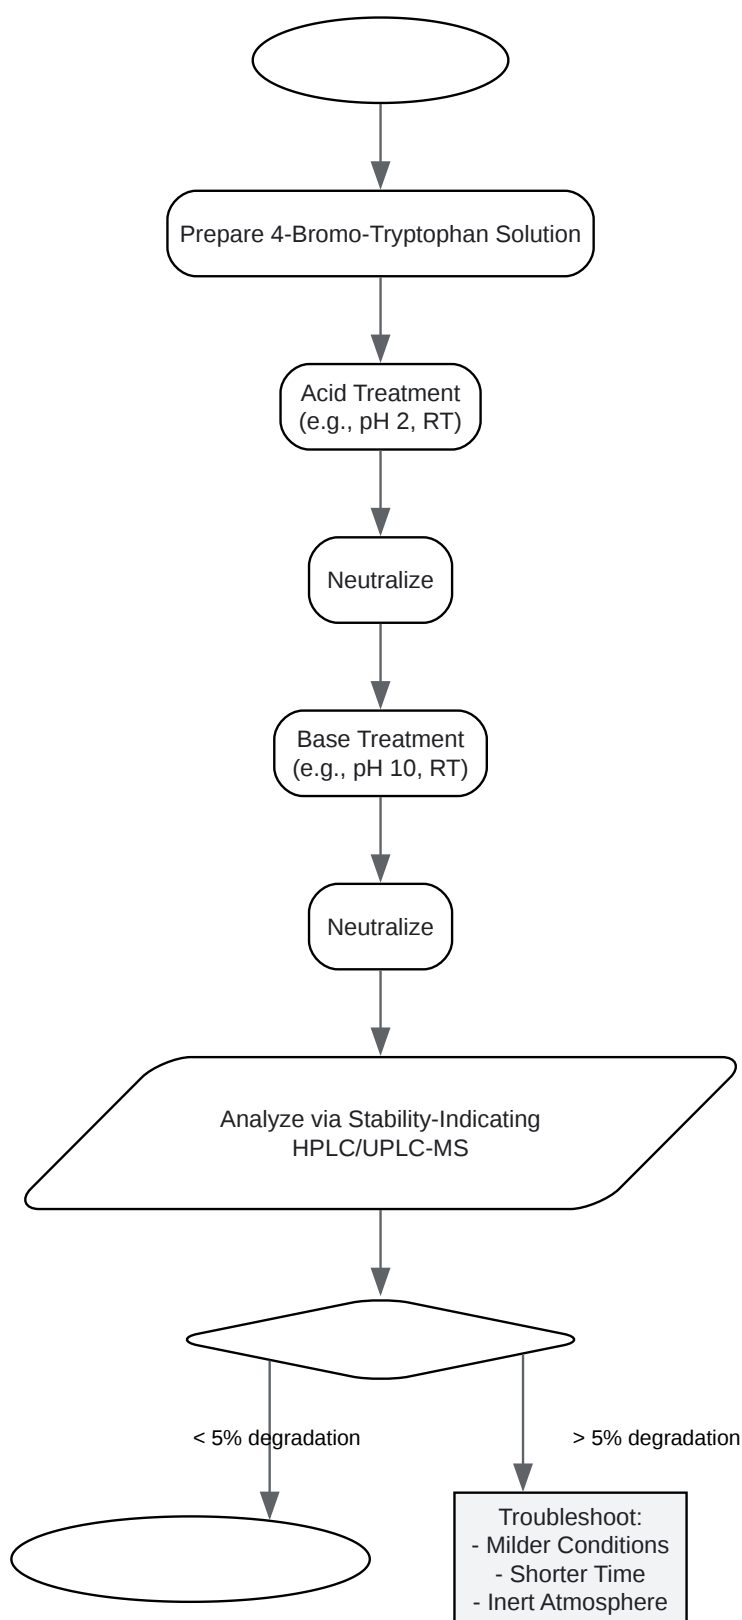 Prepare 4-Bromo-Tryptophan Solution
Acid Treatment
(e.g., pH 2, RT)
Neutralize
Base Treatment
(e.g., pH 10, RT)
Neutralize
Analyze via Stability-Indicating
HPLC/UPLC-MS
< 5% degradation
> 5% degradation
Troubleshoot:
- Milder Conditions
- Shorter Time
- Inert Atmosphere